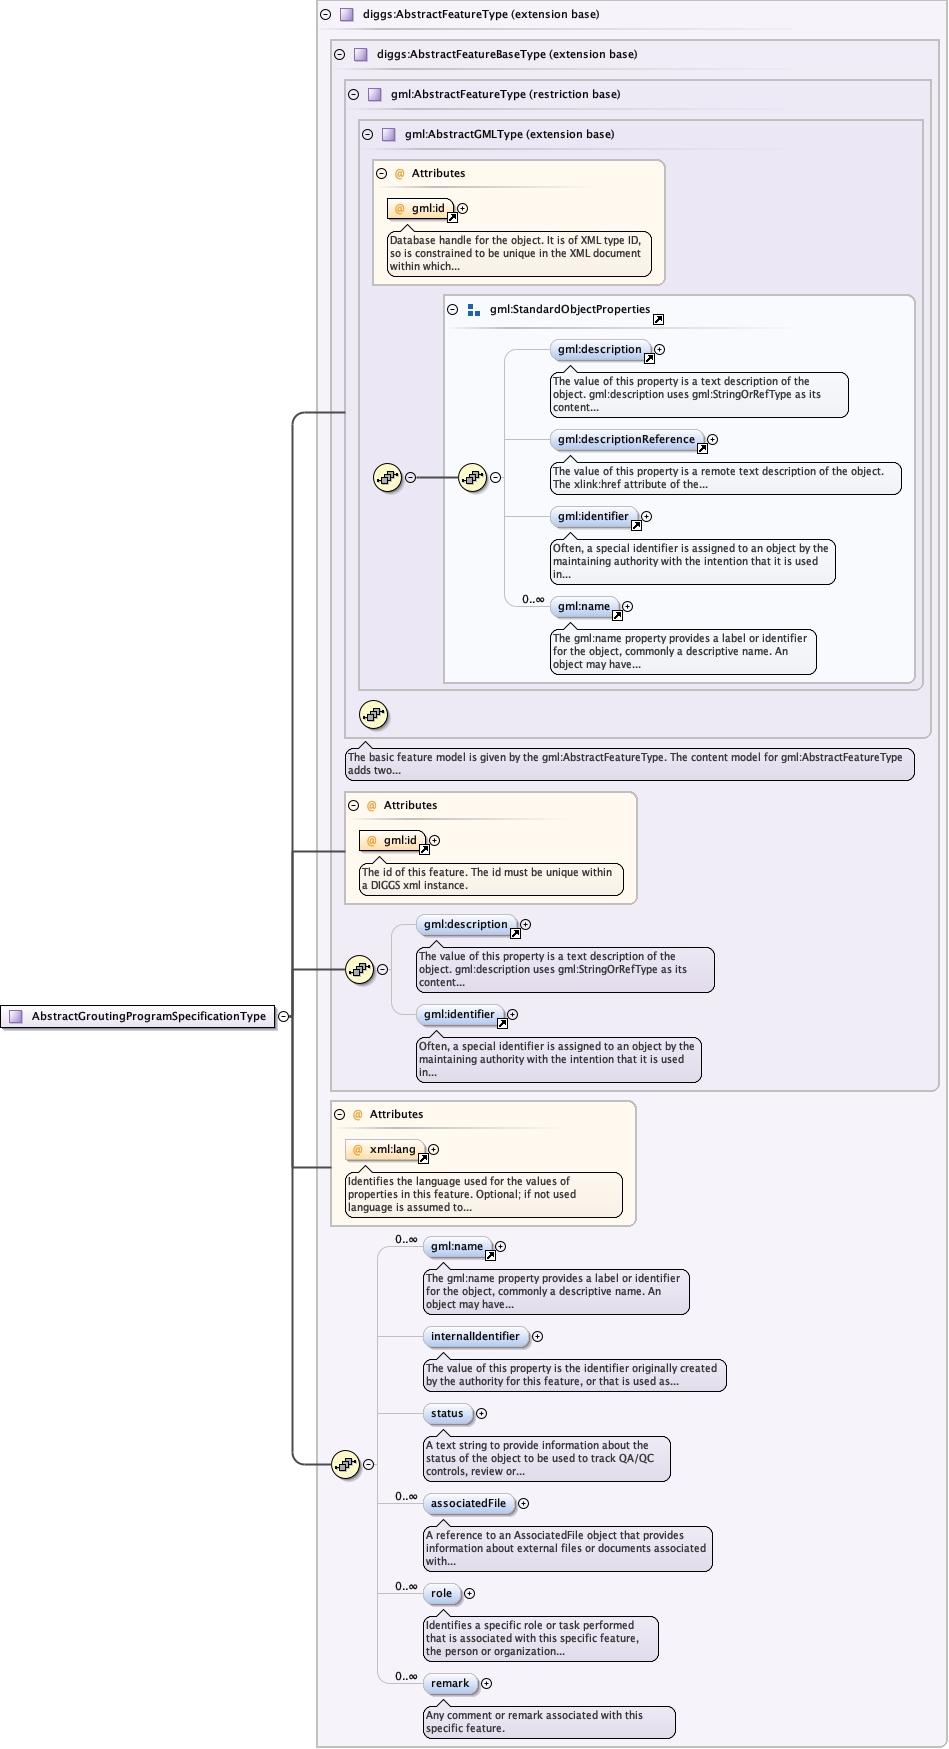 diggs:AbstractFeatureType (extension base)
diggs:AbstractFeatureBaseType (extension base)
gml:AbstractFeatureType (restriction base)
gml:AbstractGMLType (extension base)
@ Attributes
@ gml:id
Database handle for the object. It is of XML type ID,
so is constrained to be unique in the XML document
within which...
gml:StandardObjectProperties
gml:description
The value of this property is a text description of the
object. gml:description uses gml:StringOrRefType as its
content...
gml:descriptionReference
The value of this property is a remote text description of the object.
The xlink:href attribute of the...
gml:identifier
Often, a special identifier is assigned to an object by the
maintaining authority with the intention that it is used
in...
0..∞
gml:name
The gml:name property provides a label or identifier
for the object, commonly a descriptive name. An
object may have...
The basic feature model is given by the gml:AbstractFeatureType. The content model for gml:AbstractFeatureType
adds two...
@ Attributes
@ gml:id
The id of this feature. The id must be unique within
a DIGGS xml instance.
gml:description
The value of this property is a text description of the
object. gml:description uses gml:StringOrRefType as its
content...
gml:identifier
Often, a special identifier is assigned to an object by the
maintaining authority with the intention that it is used
in...
AbstractGroutingProgramSpecificationType
@ Attributes
@ xml:lang
Identifies the language used for the values of
properties in this feature. Optional; if not used
language is assumed to...
0..∞
gml:name
The gml:name property provides a label or identifier
for the object, commonly a descriptive name. An
object may have...
internalIdentifier
The value of this property is the identifier originally created
by the authority for this feature, or that is used as...
status
A text string to provide information about the
status of the object to be used to track QA/QC
controls, review or...
0..∞
associatedFile
A reference to an AssociatedFile object that provides
information about external files or documents associated
with...
0..∞
role
Identifies a specific role or task performed
that is associated with this specific feature,
the person or organization...
0..∞
remark
Any comment or remark associated with this
specific feature.